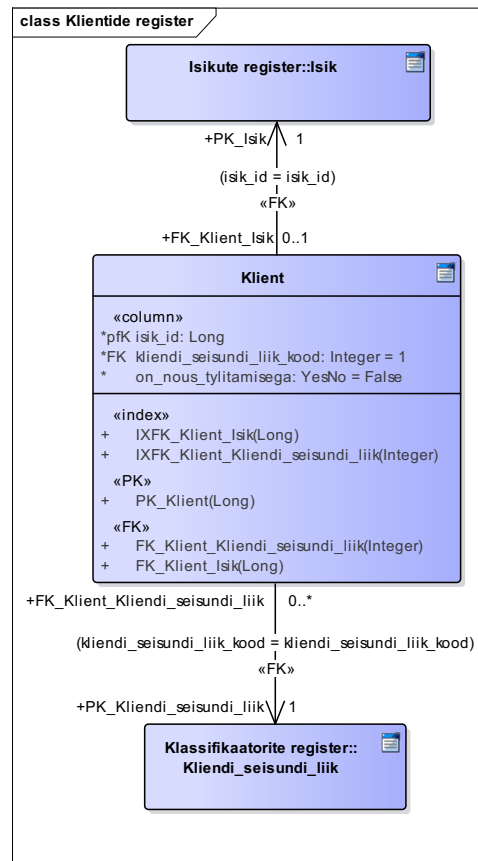 class Klientide register
Isikute register::Isik
+PK_Isik 1
(isik_id = isik_id)
«FK»
+FK_Klient_Isik 0..1
Klient
«column»
*pfK isik_id: Long
*FK kliendi_seisundi_liik_kood: Integer = 1
* on_nous_tylitamisega: YesNo = False
«index»
+ IXFK_Klient_Isik(Long)
+ IXFK_Klient_Kliendi_seisundi_liik(Integer)
«PK»
+ PK_Klient(Long)
«FK»
+ FK_Klient_Kliendi_seisundi_liik(Integer)
+ FK_Klient_Isik(Long)
+FK_Klient_Kliendi_seisundi_liik 0..*
(kliendi_seisundi_liik_kood = kliendi_seisundi_liik_kood)
«FK»
+PK_Kliendi_seisundi_liik 1
Klassifikaatorite register::
Kliendi_seisundi_liik